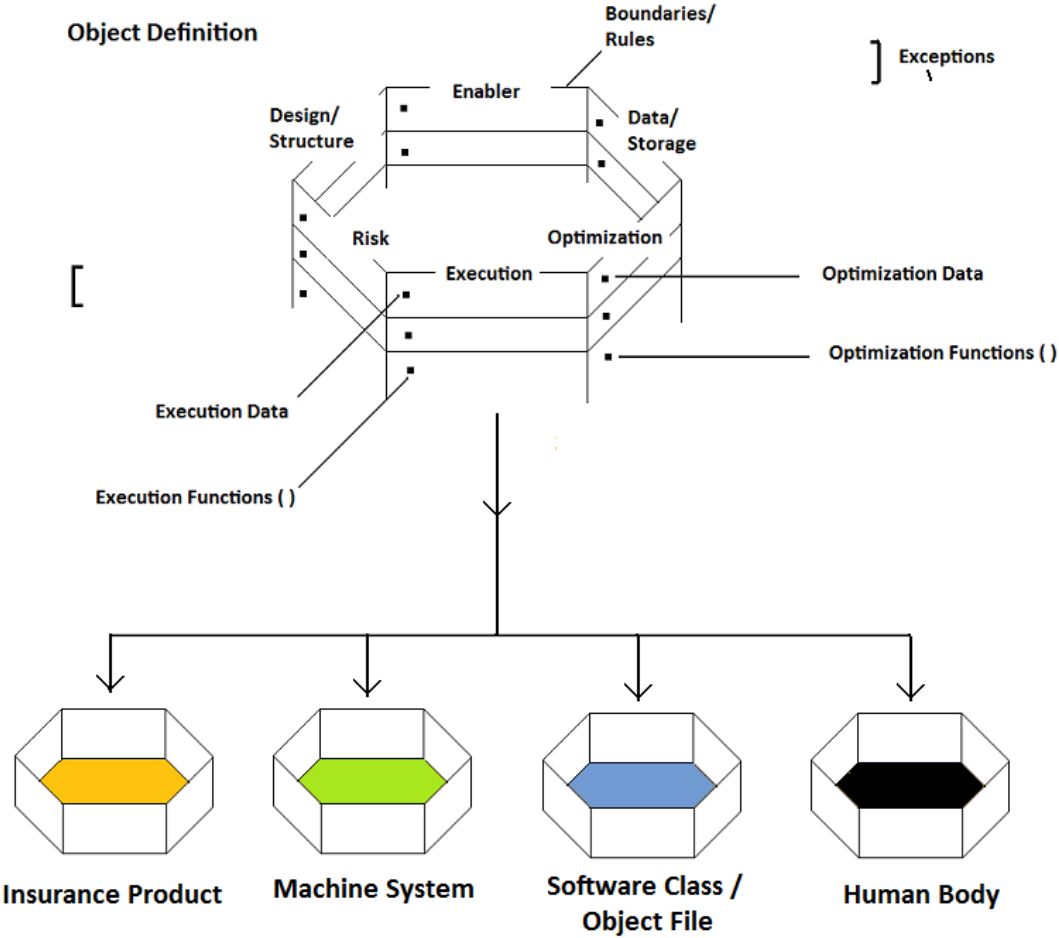 Object Definition
Boundaries/
Rules
Exceptions
Enabler
Design/
Structure
Data/
Storage
Risk
Optimization
Execution
Optimization Data
Optimization Functions ( )
Execution Data
Execution Functions ( )
Insurance Product
Machine System
Software Class /
Object File
Human Body